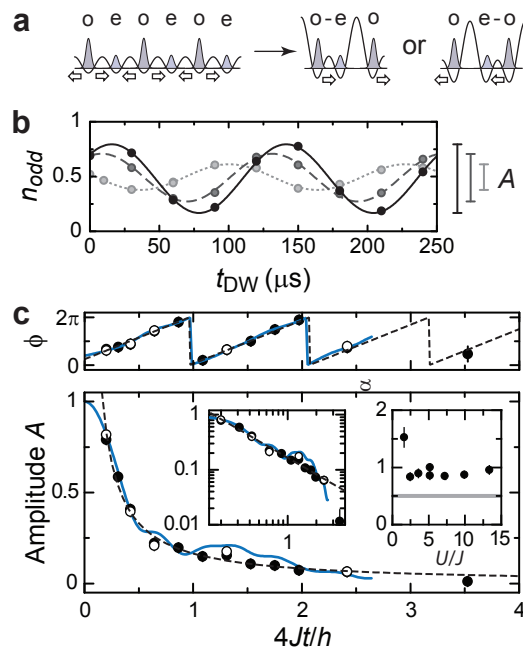 a
o e o e o e
o - e o
or
o e - o
b
n_odd
1
0.5
0
0 50 100 150 200 250
t_DW (μs)
A
c
ϕ
2π
0
Amplitude A
1
0.5
0
0 1 2 3 4
4Jt/h
1
0.1
0.01
1
α
2
1
0
0 5 10 15
U/J